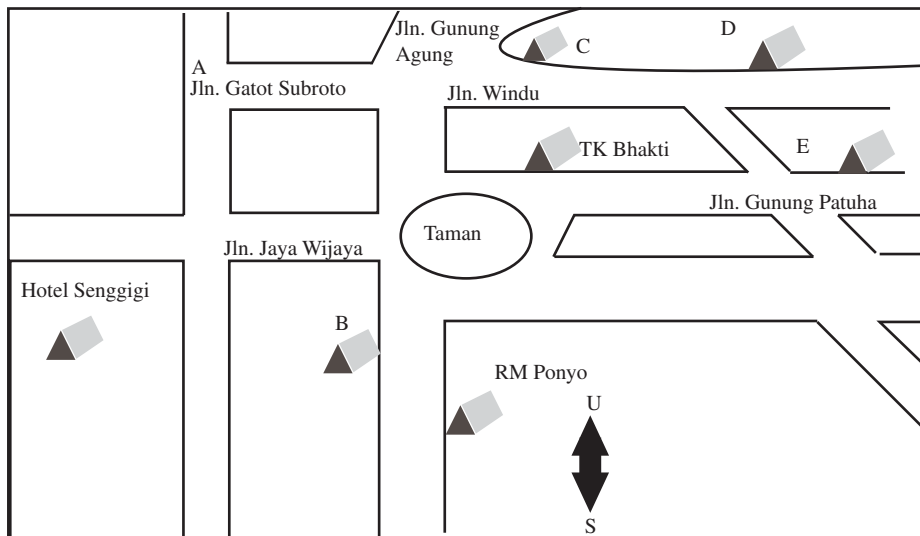 Jln. Gunung
Agung
C
D
A
Jln. Gatot Subroto
Jln. Windu
TK Bhakti
E
Jln. Gunung Patuha
Taman
Jln. Jaya Wijaya
Hotel Senggigi
B
RM Ponyo
U
S